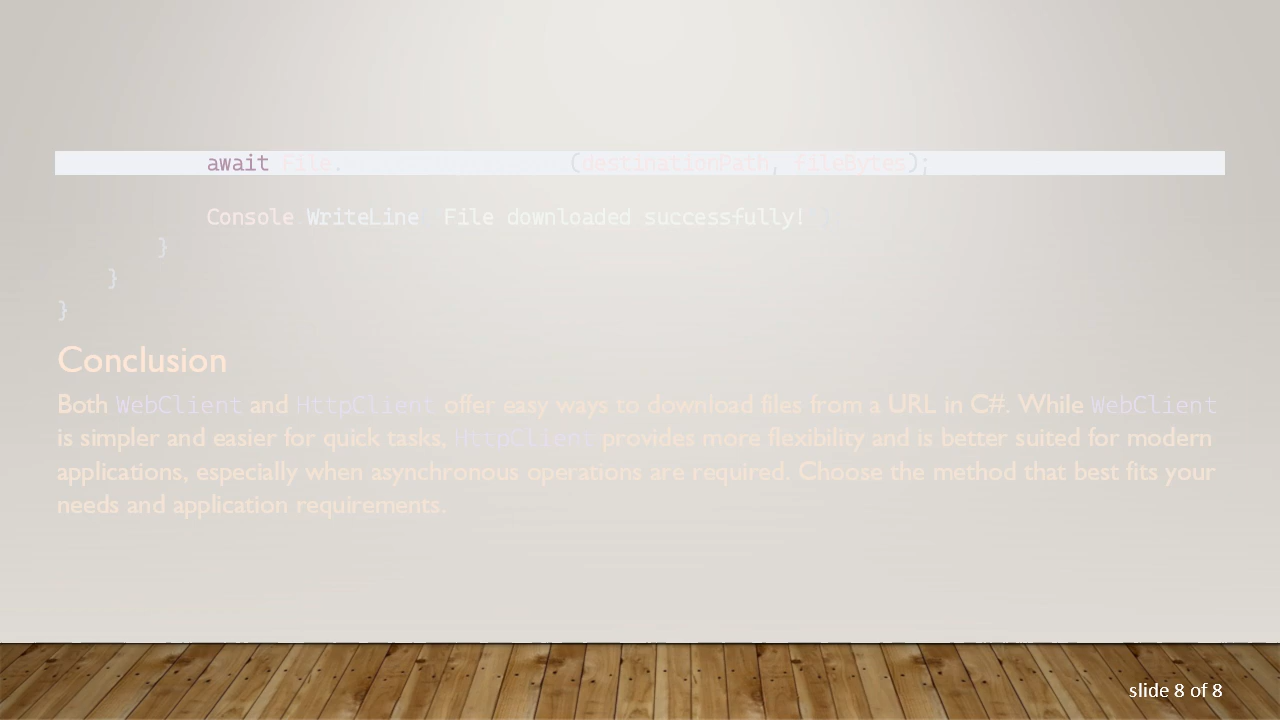 await File. (destinationPath, fileBytes);
Console WriteLine File downloaded successfully!
}
}
}
Conclusion
Both WebClient and HttpClient offer easy ways to download files from a URL in C#. While WebClient
is simpler and easier for quick tasks, HttpClient provides more flexibility and is better suited for modern
applications, especially when asynchronous operations are required. Choose the method that best fits your
needs and application requirements.
slide 8 of 8